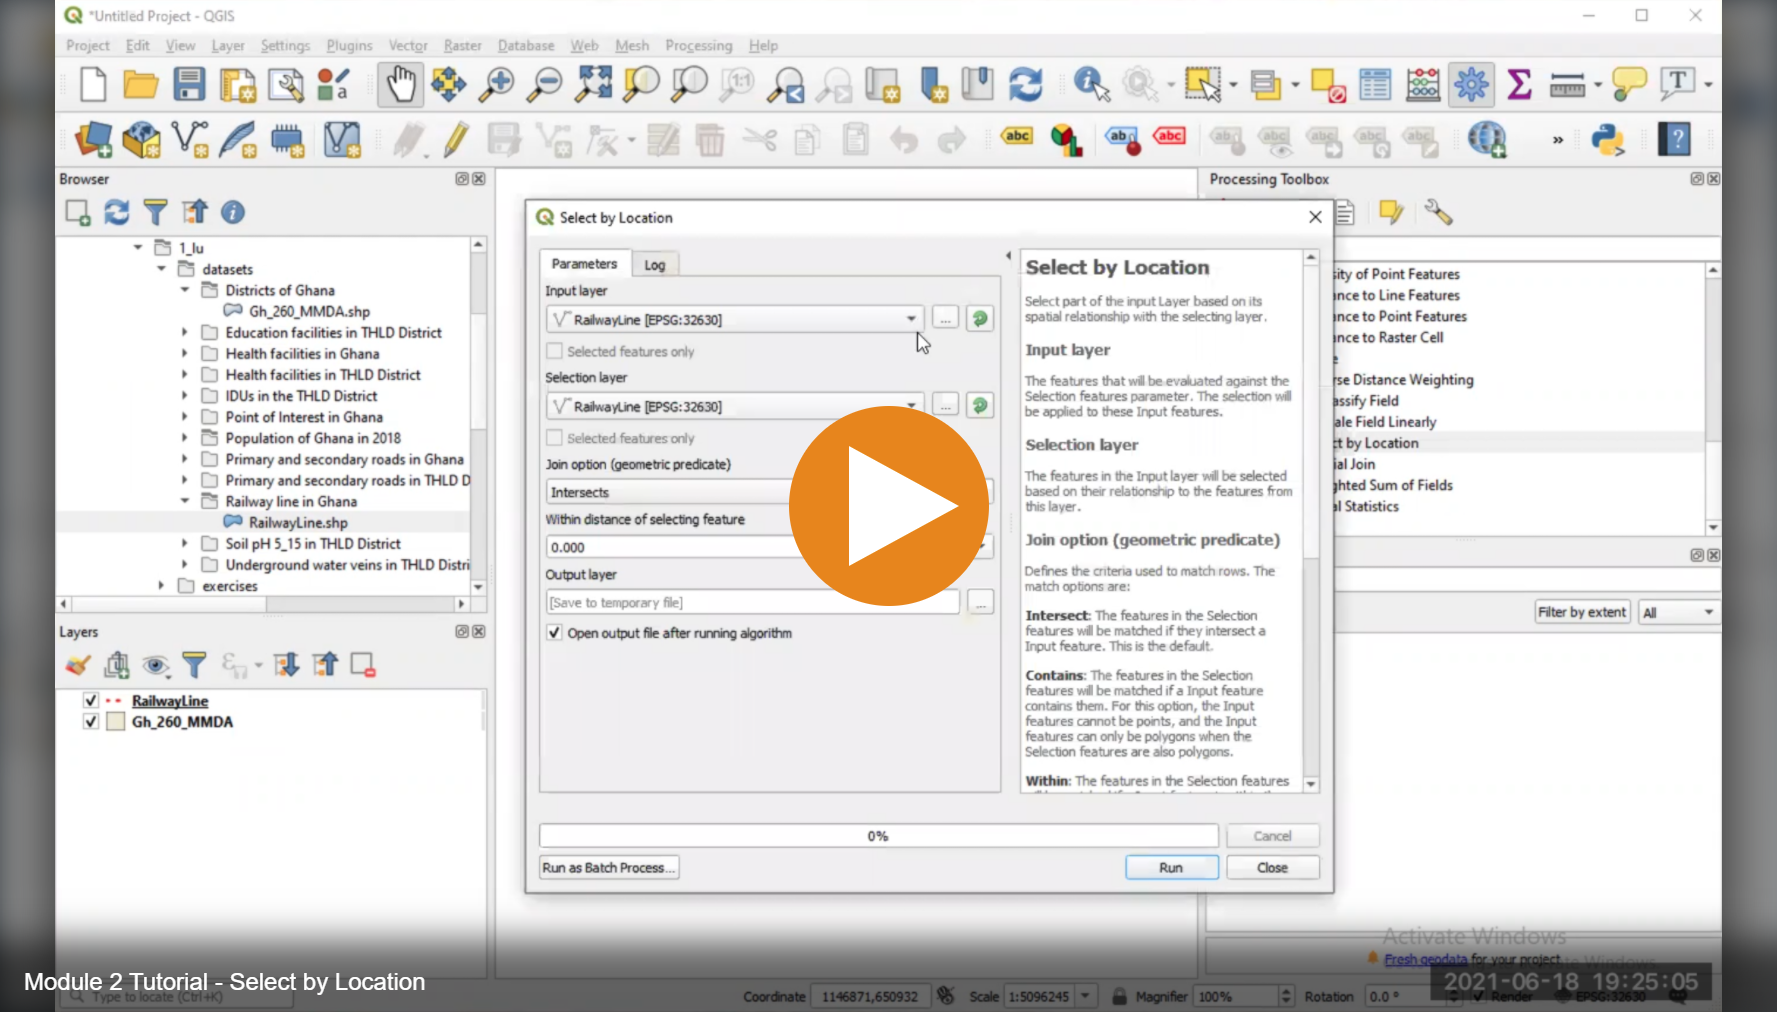 *Untitled Project - QGIS
Project Edit View Layer Settings Plugins Vector Raster Database Web Mesh Processing Help
Browser
1_lu
datasets
Districts of Ghana
Gh_260_MMDA.shp
Education facilities in THLD District
Health facilities in Ghana
Health facilities in THLD District
IDUs in the THLD District
Point of Interest in Ghana
Population of Ghana in 2018
Primary and secondary roads in Ghana
Primary and secondary roads in THLD D
Railway line in Ghana
RailwayLine.shp
Soil pH 5_15 in THLD District
Underground water veins in THLD Distri
exercises
Layers
RailwayLine
Gh_260_MMDA
Select by Location
Parameters
Log
Input layer
RailwayLine [EPSG:32630]
...
Selected features only
Selection layer
RailwayLine [EPSG:32630]
...
Selected features only
Join option (geometric predicate)
Intersects
Within distance of selecting feature
0.000
Output layer
[Save to temporary file]
...
Open output file after running algorithm
Select by Location
Select part of the input Layer based on its
spatial relationship with the selecting layer.
Input layer
The features that will be evaluated against the
Selection features parameter. The selection will
be applied to these Input features.
Selection layer
The features in the Input layer will be selected
based on their relationship to the features from
this layer.
Join option (geometric predicate)
Defines the criteria used to match rows. The
match options are:
Intersect: The features in the Selection
features will be matched if they intersect a
Input feature. This is the default.
Contains: The features in the Selection
features will be matched if a Input feature
contains them. For this option, the Input
features cannot be points, and the Input
features can only be polygons when the
Selection features are also polygons.
Within: The features in the Selection features
0%
Cancel
Run as Batch Process...
Run
Close
Processing Toolbox
sity of Point Features
nce to Line Features
nce to Point Features
nce to Raster Cell
e
rse Distance Weighting
assify Field
ale Field Linearly
ct by Location
ial Join
ghted Sum of Fields
al Statistics
Filter by extent
All
Activate Windows
Fresh geodata for your project
2021-06-18 19:25:05
Module 2 Tutorial - Select by Location
Type to locate (Ctrl+K)
Coordinate 1146871,650932 Scale 1:5096245 Magnifier 100% Rotation 0.0 ° Render EPSG:32630